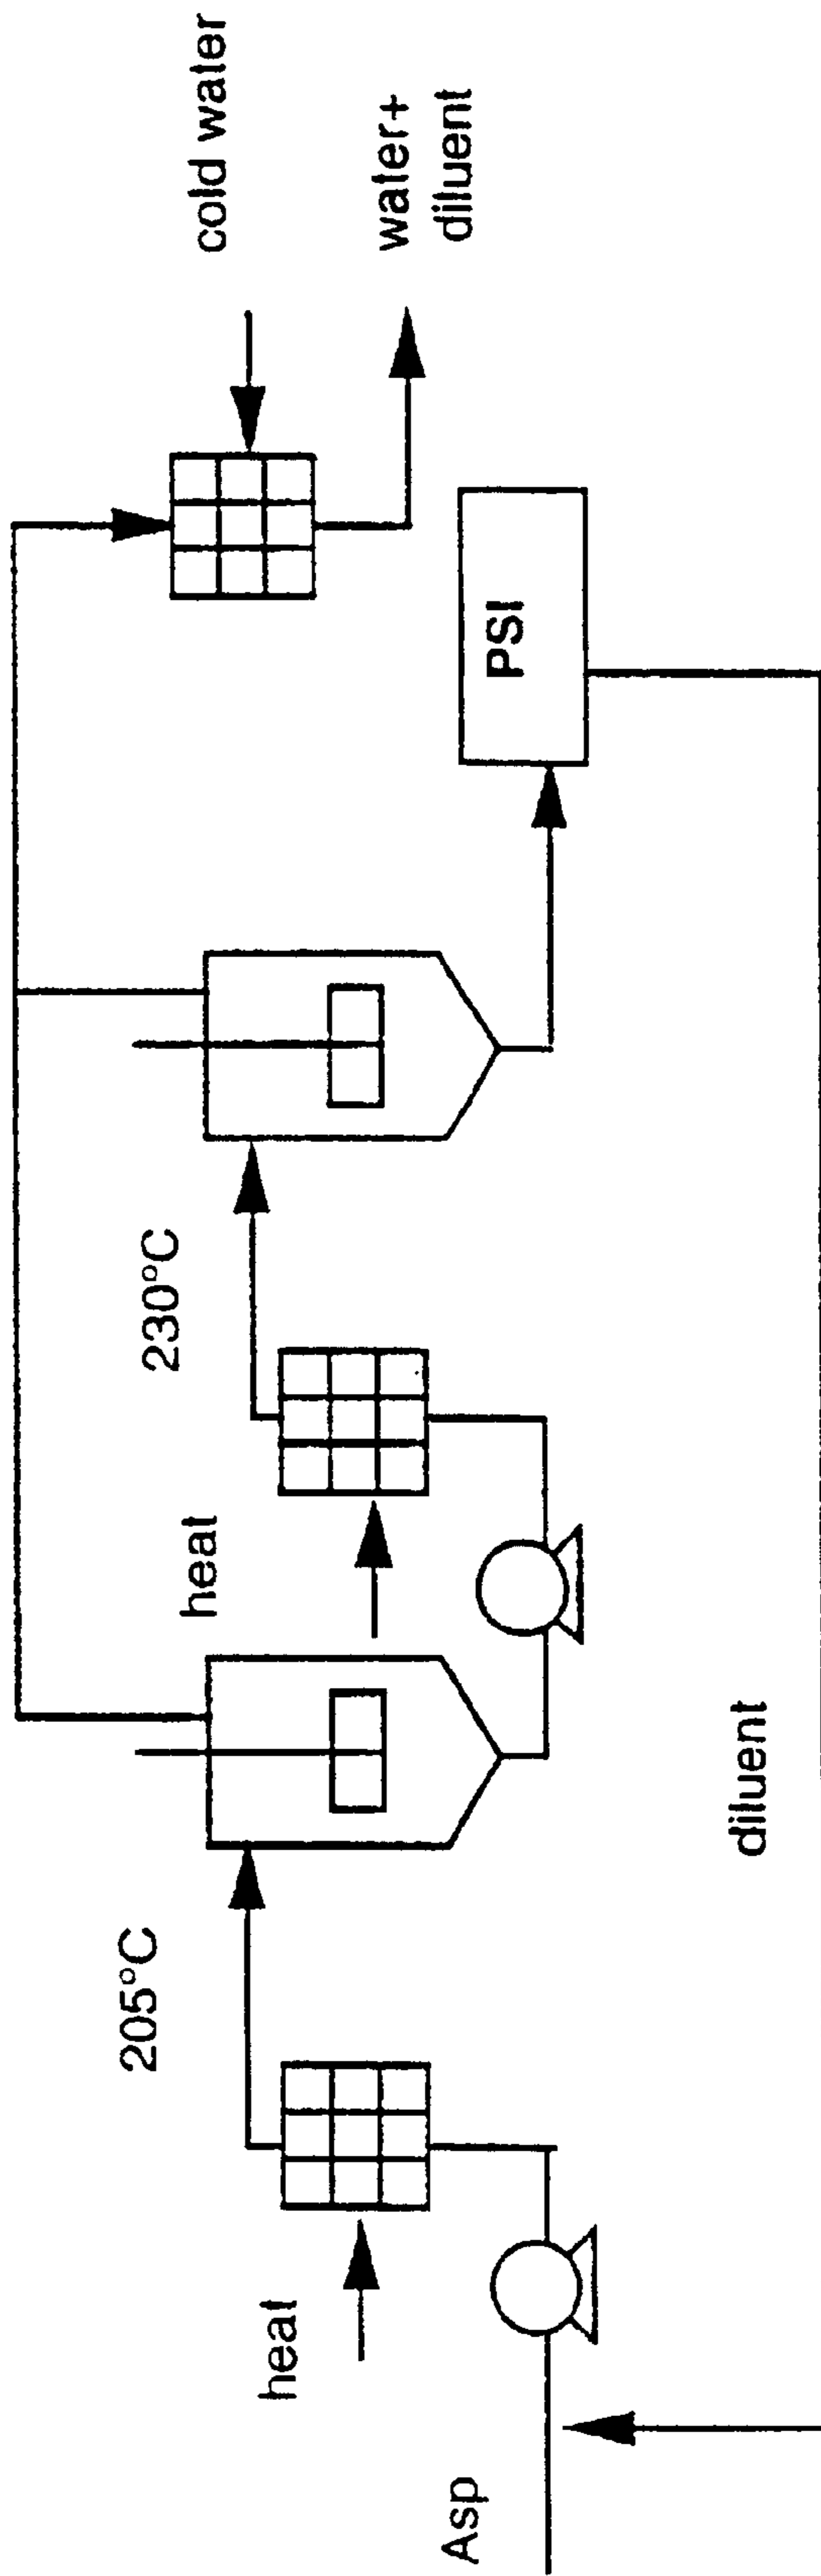 Asp
heat
205°C
diluent
heat
230°C
PSI
cold water
water+
diluent